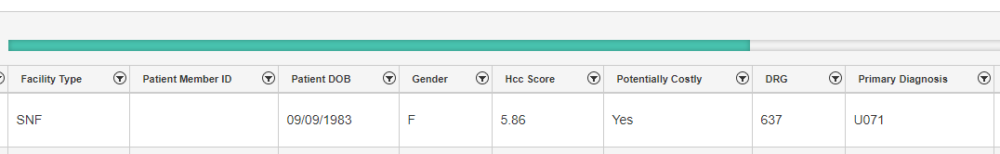 Facility Type Patient Member ID Patient DOB Gender Hcc Score Potentially Costly DRG Primary Diagnosis
SNF 09/09/1983 F 5.86 Yes 637 U071